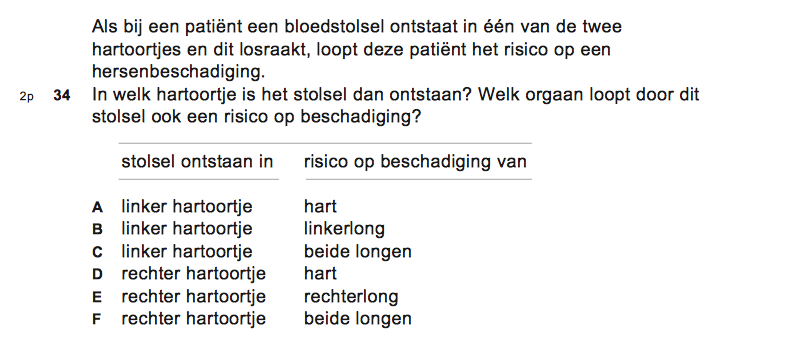 Als bij een patiënt een bloedstolsel ontstaat in één van de twee
hartoortjes en dit losraakt, loopt deze patiënt het risico op een
hersenbeschadiging.
2p 34 In welk hartoortje is het stolsel dan ontstaan? Welk orgaan loopt door dit
stolsel ook een risico op beschadiging?
stolsel ontstaan in risico op beschadiging van
A linker hartoortje hart
B linker hartoortje linkerlong
C linker hartoortje beide longen
D rechter hartoortje hart
E rechter hartoortje rechterlong
F rechter hartoortje beide longen